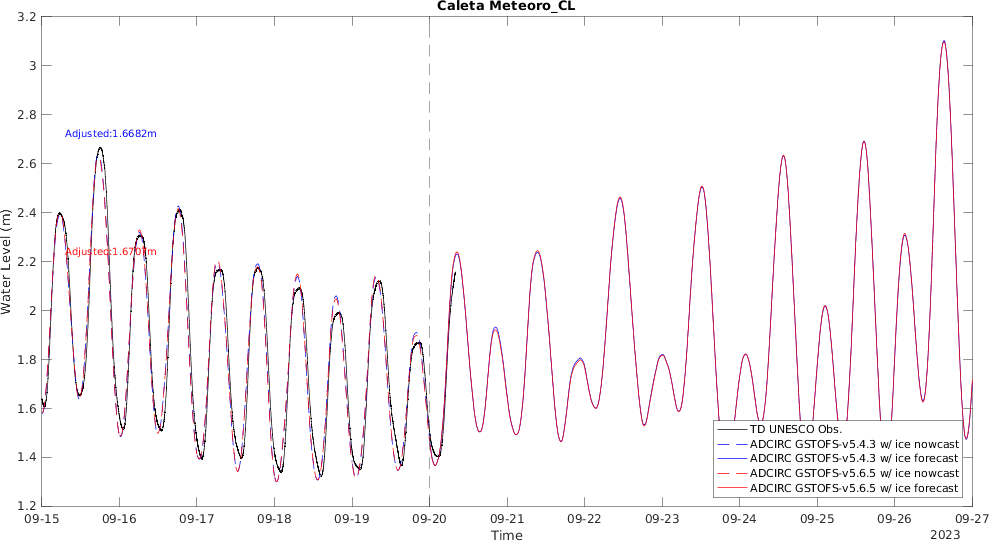 Caleta Meteoro_CL
3.2
3
2.8
2.6
2.4
2.2
2
1.8
1.6
1.4
1.2
Water Level (m)
Adjusted:1.6682m
Adjusted:1.6707m
TD UNESCO Obs.
ADCIRC GSTOFS-v5.4.3 w/ ice nowcast
ADCIRC GSTOFS-v5.4.3 w/ ice forecast
ADCIRC GSTOFS-v5.6.5 w/ ice nowcast
ADCIRC GSTOFS-v5.6.5 w/ ice forecast
09-15 09-16 09-17 09-18 09-19 09-20 09-21 09-22 09-23 09-24 09-25 09-26 09-27
Time
2023